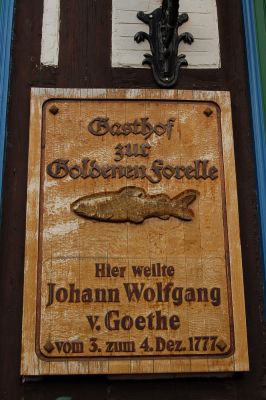 Gasthof
zur
Goldenen Forelle
Hier weilte
Johann Wolfgang
v. Goethe
vom 3. zum 4. Dez. 1777